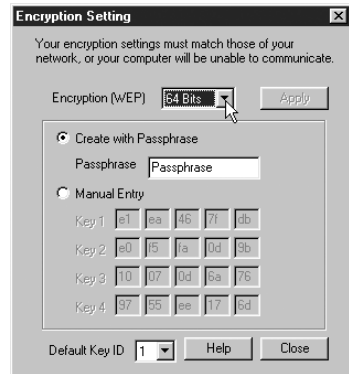 Encryption Setting
Your encryption settings must match those of your
network, or your computer will be unable to communicate.
Encryption (WEP) 64 Bits Apply
Create with Passphrase
Passphrase Passphrase
Manual Entry
Key 1 e1 ea 46 7f db
Key 2 e0 f5 fa 0d 9b
Key 3 10 07 0d 6a 76
Key 4 97 55 ee 17 6d
Default Key ID 1 Help Close